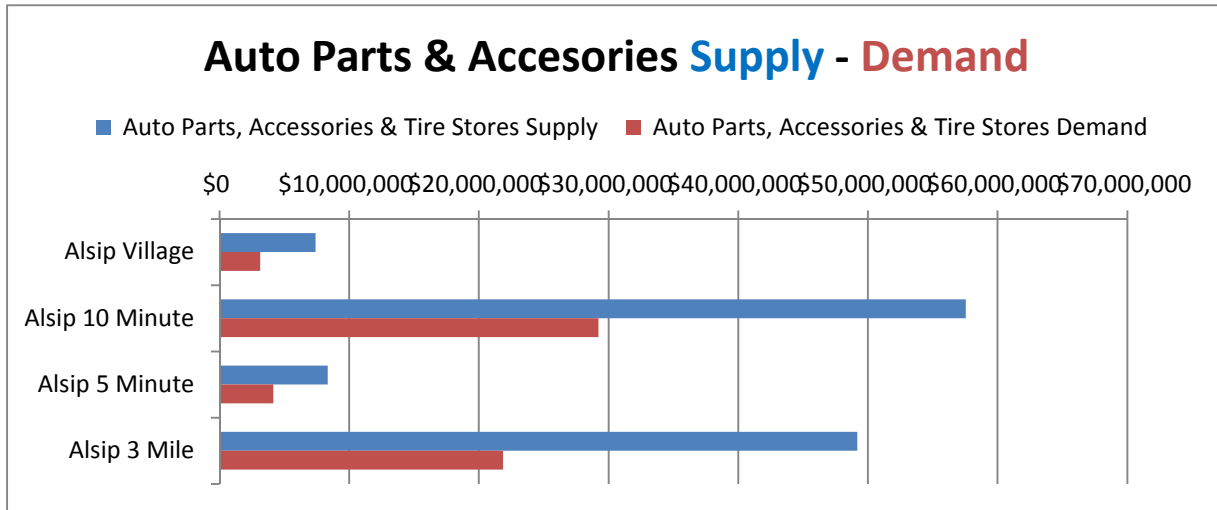 Auto Parts & Accesories Supply - Demand
Auto Parts, Accessories & Tire Stores Supply Auto Parts, Accessories & Tire Stores Demand
$0 $10,000,000 $20,000,000 $30,000,000 $40,000,000 $50,000,000 $60,000,000 $70,000,000
Alsip Village
Alsip 10 Minute
Alsip 5 Minute
Alsip 3 Mile